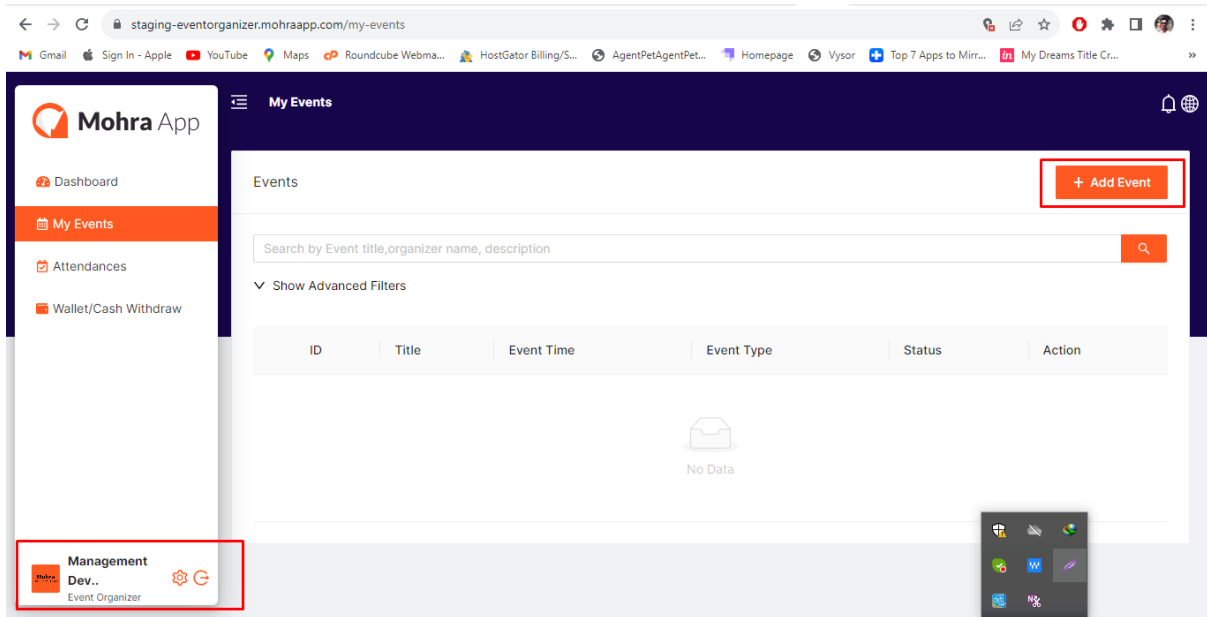 staging-eventorganizer.mohraapp.com/my-events
Gmail Sign In - Apple YouTube Maps Roundcube Webma... HostGator Billing/S... AgentPetAgentPet... Homepage Vysor Top 7 Apps to Mirr... My Dreams Title Cr... »
Mohra App
My Events
Dashboard
My Events
Attendances
Wallet/Cash Withdraw
Events
+ Add Event
Search by Event title,organizer name, description
Show Advanced Filters
ID Title Event Time Event Type Status Action
No Data
Management
Dev..
Event Organizer